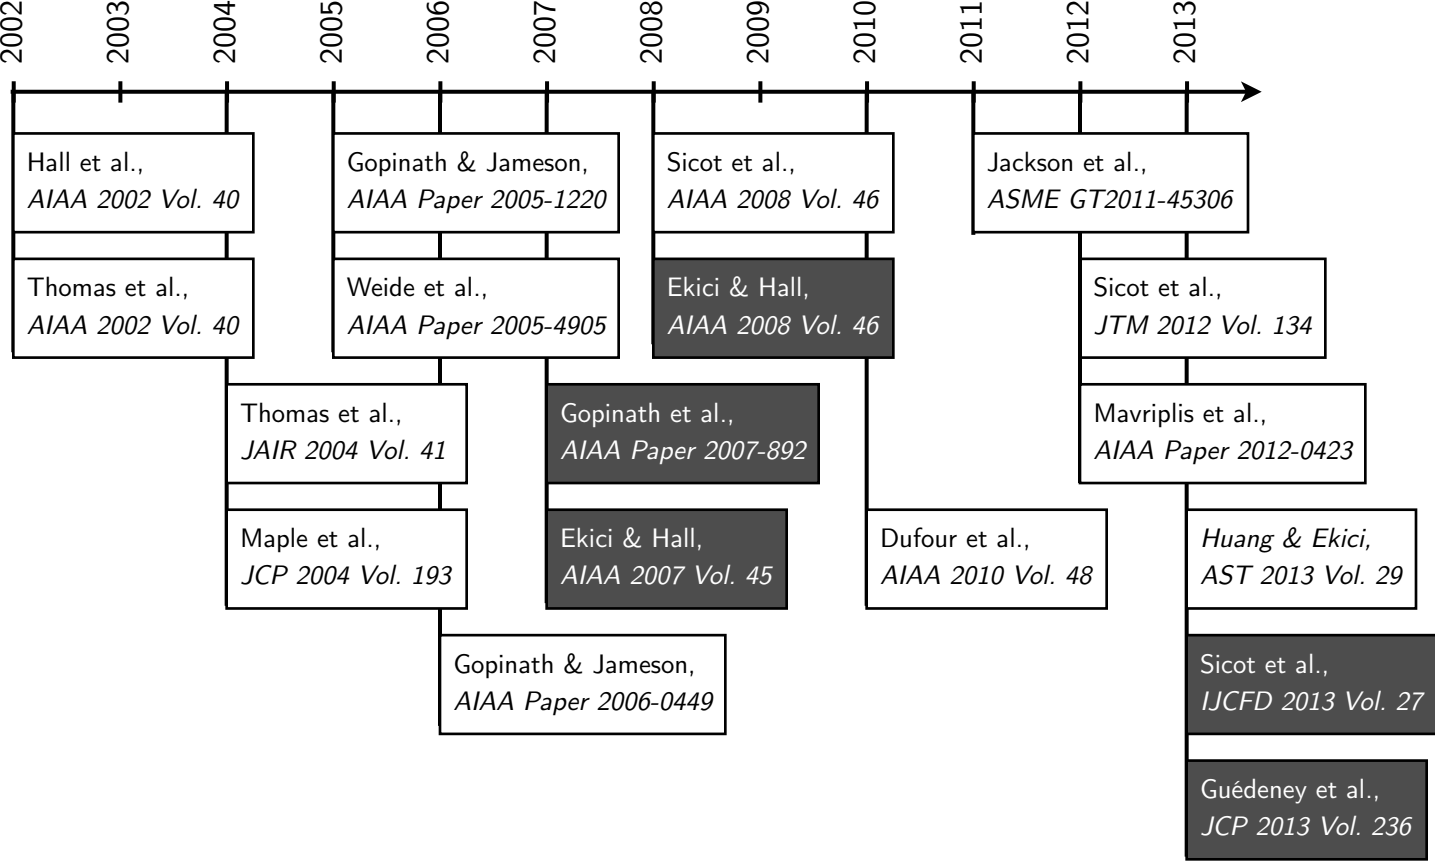 2002
2003
2004
2005
2006
2007
2008
2009
2010
2011
2012
2013
Hall et al.,
AIAA 2002 Vol. 40
Gopinath & Jameson,
AIAA Paper 2005-1220
Sicot et al.,
AIAA 2008 Vol. 46
Jackson et al.,
ASME GT2011-45306
Thomas et al.,
AIAA 2002 Vol. 40
Weide et al.,
AIAA Paper 2005-4905
Ekici & Hall,
AIAA 2008 Vol. 46
Sicot et al.,
JTM 2012 Vol. 134
Thomas et al.,
JAIR 2004 Vol. 41
Gopinath et al.,
AIAA Paper 2007-892
Mavriplis et al.,
AIAA Paper 2012-0423
Maple et al.,
JCP 2004 Vol. 193
Ekici & Hall,
AIAA 2007 Vol. 45
Dufour et al.,
AIAA 2010 Vol. 48
Huang & Ekici,
AST 2013 Vol. 29
Gopinath & Jameson,
AIAA Paper 2006-0449
Sicot et al.,
IJCFD 2013 Vol. 27
Guédeney et al.,
JCP 2013 Vol. 236